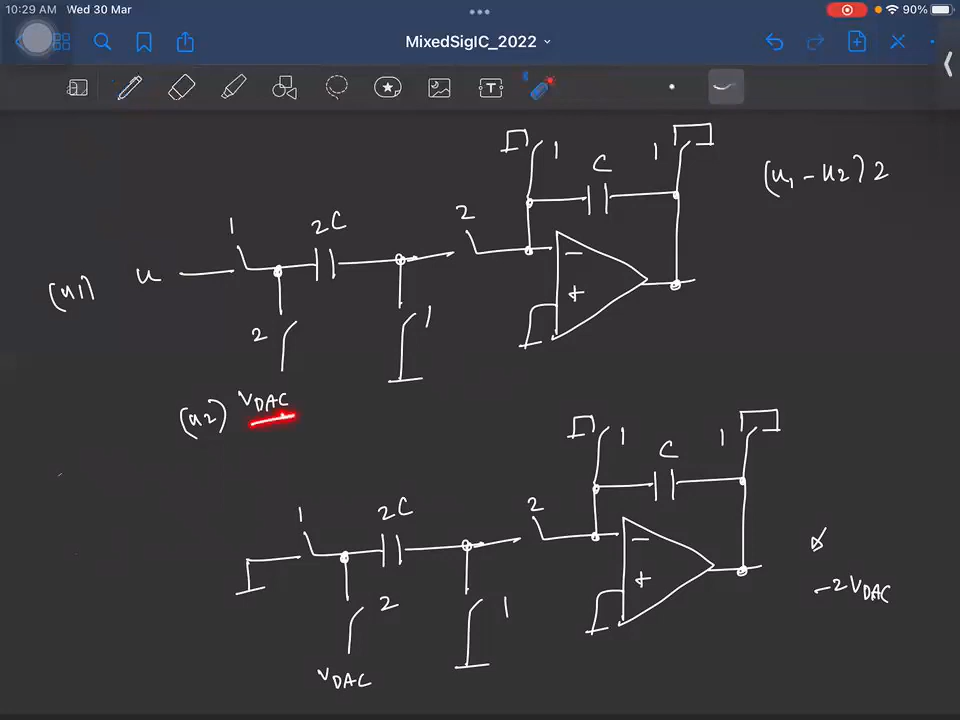 10:29 AM Wed 30 Mar
90%
MixedSigIC_2022
1
1
C
(u1 - u2) 2
1
2C
2
(u1) u
2
1
(u2) VDAC
1
1
C
1
2C
2
2
1
-2VDAC
VDAC